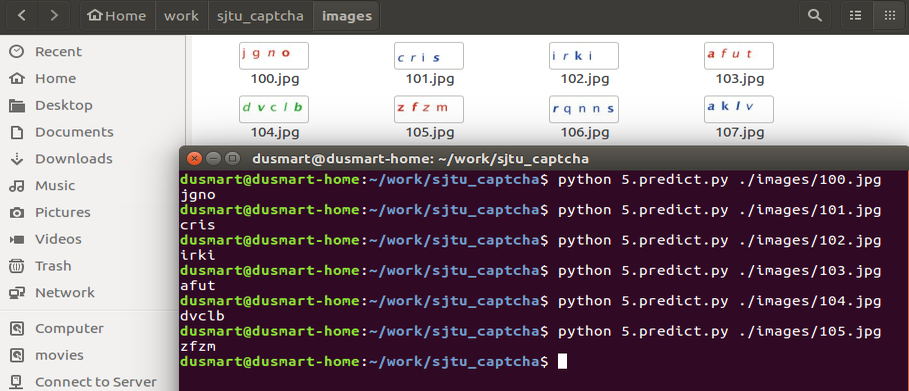 Home work sjtu_captcha images
Recent
Home
Desktop
Documents
Downloads
Music
Pictures
Videos
Trash
Network
Computer
movies
Connect to Server
j g n o
c r i s
i r k i
a f u t
100.jpg
101.jpg
102.jpg
103.jpg
d v c l b
z f z m
r q n n s
a k l v
104.jpg
105.jpg
106.jpg
107.jpg
dusmart@dusmart-home: ~/work/sjtu_captcha
dusmart@dusmart-home:~/work/sjtu_captcha$ python 5.predict.py ./images/100.jpg
jgno
dusmart@dusmart-home:~/work/sjtu_captcha$ python 5.predict.py ./images/101.jpg
cris
dusmart@dusmart-home:~/work/sjtu_captcha$ python 5.predict.py ./images/102.jpg
irki
dusmart@dusmart-home:~/work/sjtu_captcha$ python 5.predict.py ./images/103.jpg
afut
dusmart@dusmart-home:~/work/sjtu_captcha$ python 5.predict.py ./images/104.jpg
dvclb
dusmart@dusmart-home:~/work/sjtu_captcha$ python 5.predict.py ./images/105.jpg
zfzm
dusmart@dusmart-home:~/work/sjtu_captcha$